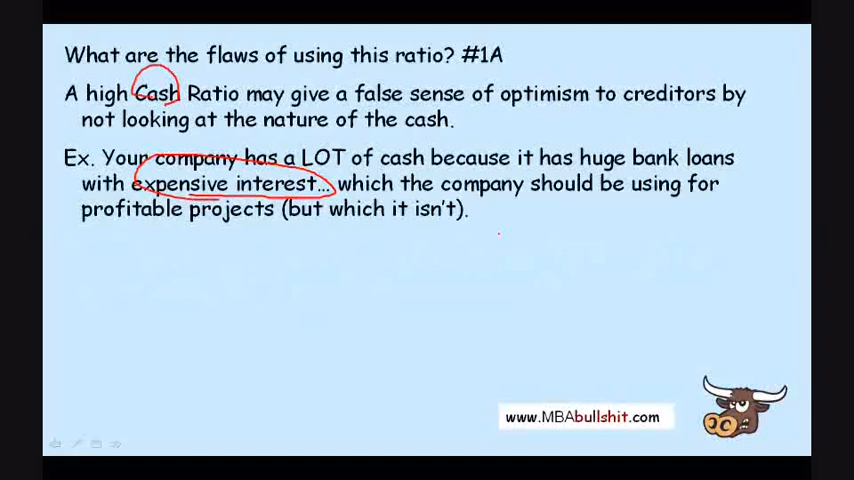 What are the flaws of using this ratio? #1A
A high Cash Ratio may give a false sense of optimism to creditors by
not looking at the nature of the cash.
Ex. Your company has a LOT of cash because it has huge bank loans
with expensive interest... which the company should be using for
profitable projects (but which it isn't).
www.MBAbullshit.com